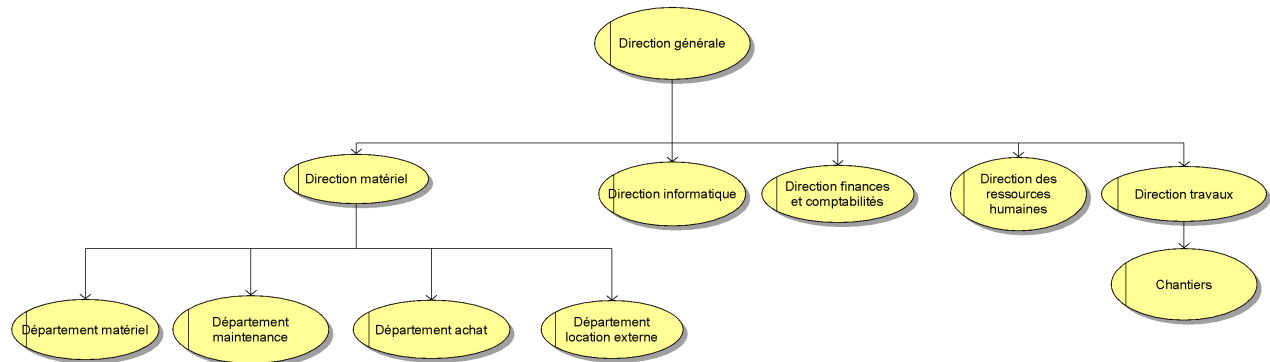 Direction générale
Direction matériel
Direction informatique
Direction finances
et comptabilités
Direction des
ressources
humaines
Direction travaux
Chantiers
Département matériel
Département
maintenance
Département achat
Département
location externe